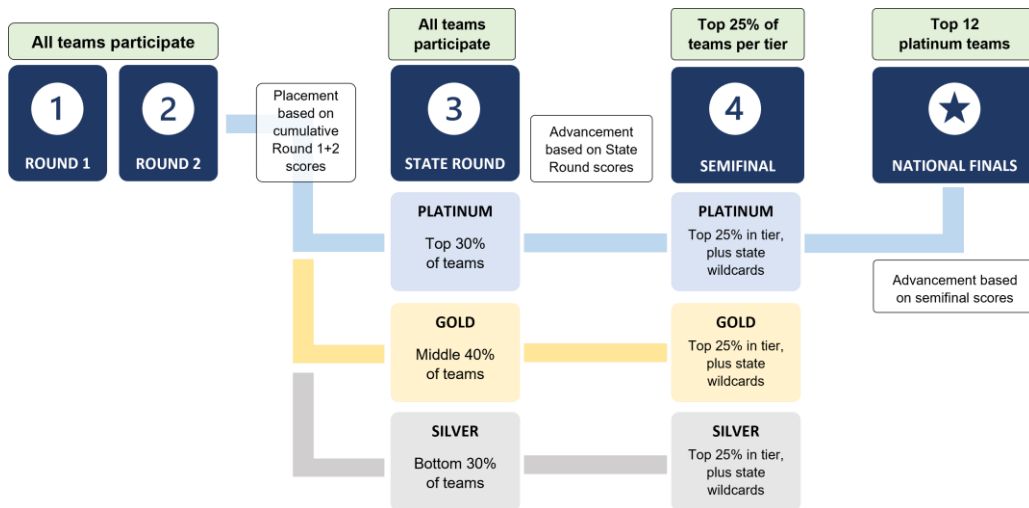 All teams participate
1
ROUND 1
2
ROUND 2
Placement
based on
cumulative
Round 1+2
scores
All teams
participate
3
STATE ROUND
Advancement
based on State
Round scores
Top 25% of
teams per tier
4
SEMIFINAL
Top 12
platinum teams
NATIONAL FINALS
PLATINUM
Top 30%
of teams
PLATINUM
Top 25% in tier,
plus state
wildcards
Advancement based
on semifinal scores
GOLD
Middle 40%
of teams
GOLD
Top 25% in tier,
plus state
wildcards
SILVER
Bottom 30%
of teams
SILVER
Top 25% in tier,
plus state
wildcards